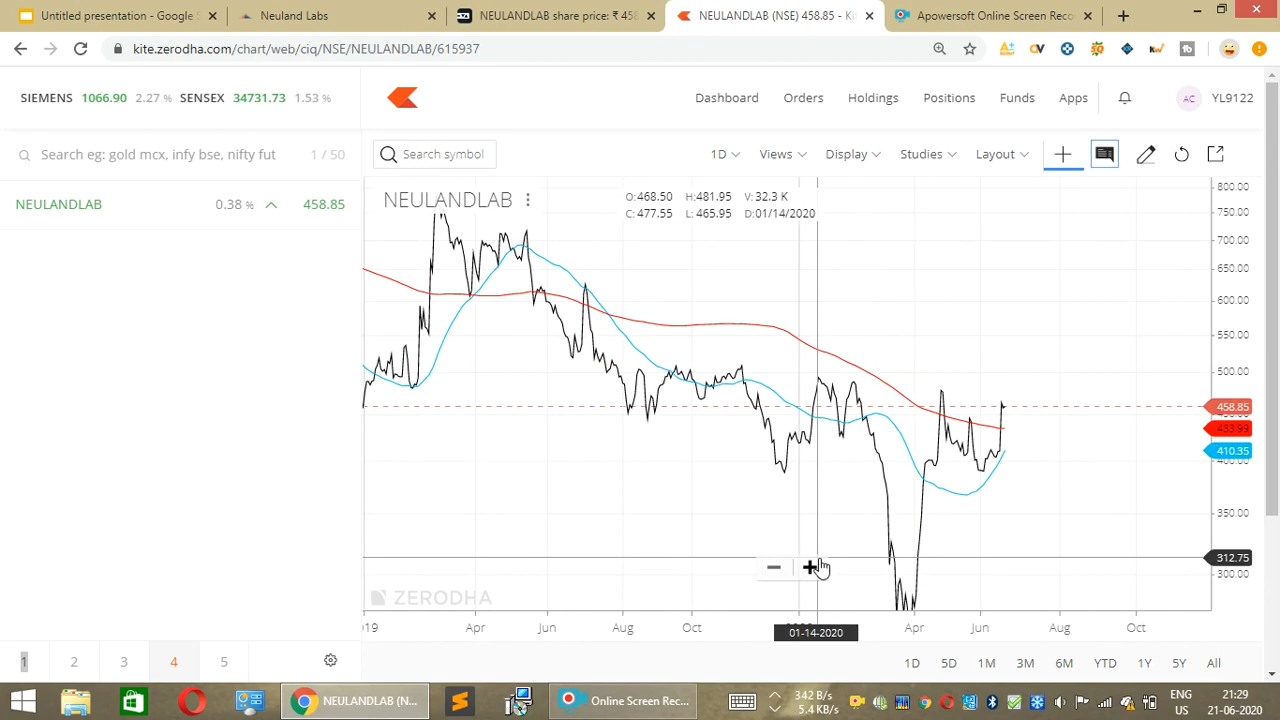 Untitled presentation - Google
Neuland Labs
NEULANDLAB share price: ₹ 458
NEULANDLAB (NSE) 458.85 - Ki
Apowersoft Online Screen Rec
kite.zerodha.com/chart/web/ciq/NSE/NEULANDLAB/615937
SIEMENS 1066.90 2.27 % SENSEX 34731.73 1.53 %
Dashboard Orders Holdings Positions Funds Apps AC YL9122
Search eg: gold mcx, infy bse, nifty fut 1 / 50
Search symbol 1D Views Display Studies Layout
NEULANDLAB 0.38 % 458.85
NEULANDLAB
O:468.50 H:481.95 V:32.3 K
C:477.55 L:465.95 D:01/14/2020
800.00
750.00
700.00
650.00
600.00
550.00
500.00
458.85
433.99
410.35
400.00
350.00
312.75
300.00
ZERODHA
019 Apr Jun Aug Oct Apr Jun Aug Oct
01-14-2020
1 2 3 4 5
1D 5D 1M 3M 6M YTD 1Y 5Y All
NEULANDLAB (N...
Online Screen Rec...
342 B/s
5.4 KB/s
ENG
US
21:29
21-06-2020